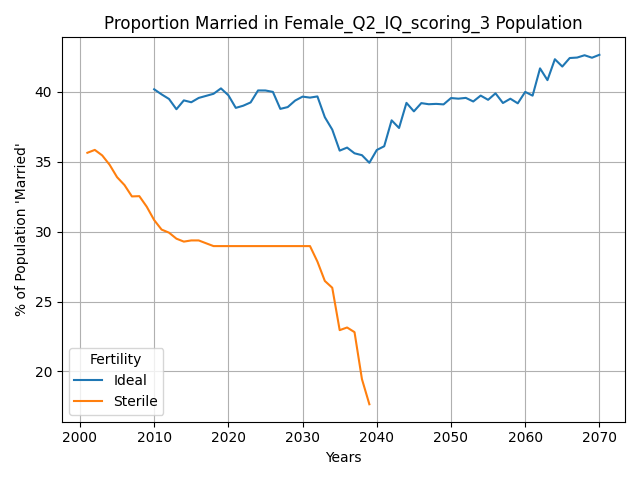 Proportion Married in Female_Q2_IQ_scoring_3 Population
% of Population 'Married'
40
35
30
25
20
Fertility
Ideal
Sterile
2000 2010 2020 2030 2040 2050 2060 2070
Years